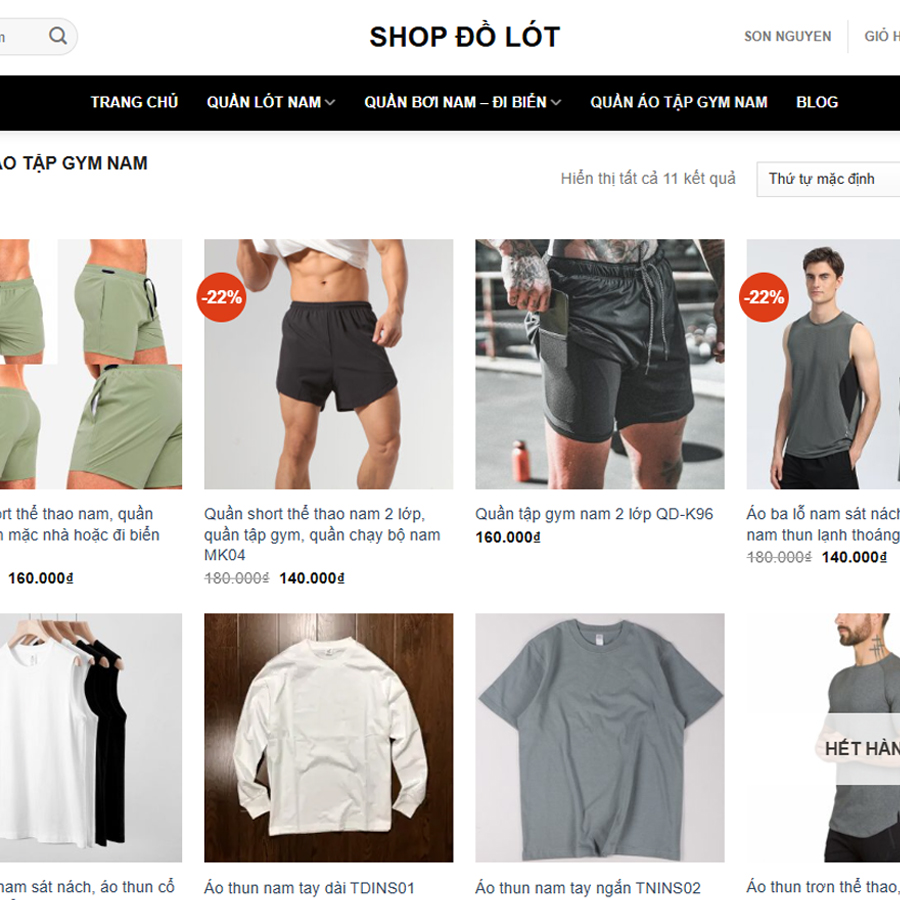 m
SHOP ĐỒ LÓT
SON NGUYEN
GIỎ H
TRANG CHỦ
QUẦN LÓT NAM
QUẦN BƠI NAM – ĐI BIỂN
QUẦN ÁO TẬP GYM NAM
BLOG
ÁO TẬP GYM NAM
Hiển thị tất cả 11 kết quả
Thứ tự mặc định
-22%
-22%
rt thể thao nam, quần
n mặc nhà hoặc đi biển
160.000₫
Quần short thể thao nam 2 lớp,
quần tập gym, quần chạy bộ nam
MK04
180.000₫ 140.000₫
Quần tập gym nam 2 lớp QD-K96
160.000₫
Áo ba lỗ nam sát nách
nam thun lạnh thoáng
180.000₫ 140.000₫
HẾT HÀN
nam sát nách, áo thun cổ
Áo thun nam tay dài TDINS01
Áo thun nam tay ngắn TNINS02
Áo thun trơn thể thao,